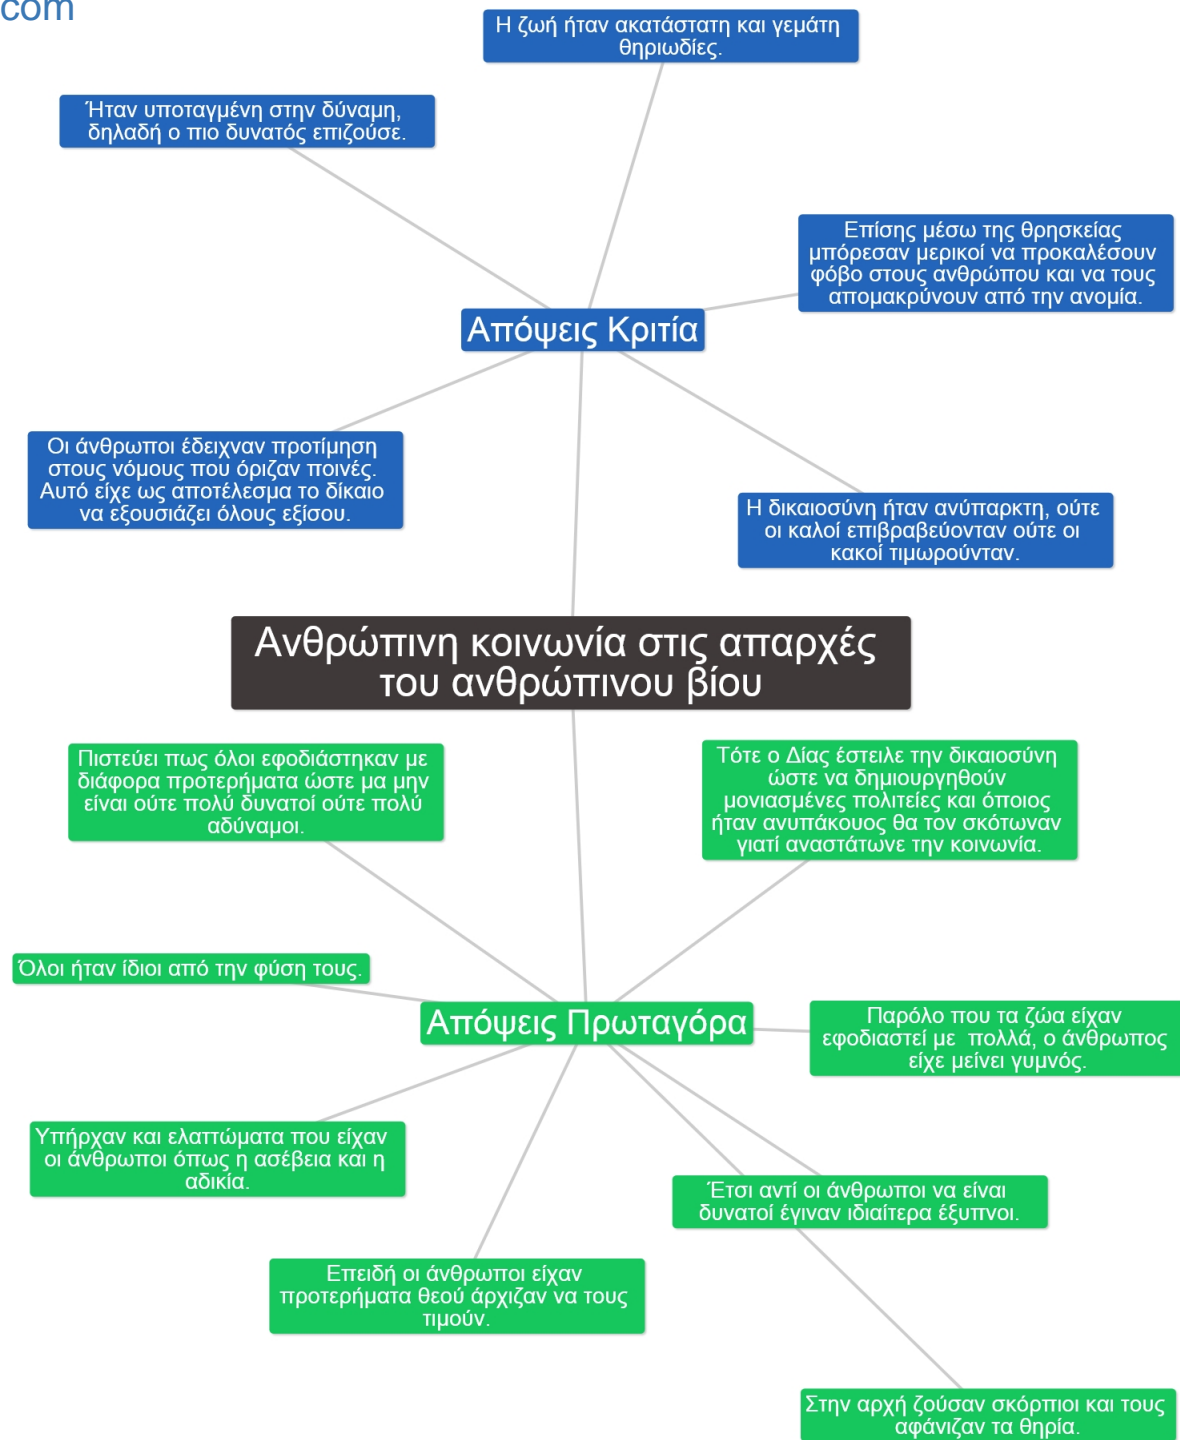 com
Η ζωή ήταν ακατάστατη και γεμάτη
θηριωδίες.
Ήταν υποταγμένη στην δύναμη,
δηλαδή ο πιο δυνατός επιζούσε.
Επίσης μέσω της θρησκείας
μπόρεσαν μερικοί να προκαλέσουν
φόβο στους ανθρώπου και να τους
απομακρύνουν από την ανομία.
Απόψεις Κριτία
Οι άνθρωποι έδειχναν προτίμηση
στους νόμους που όριζαν ποινές.
Αυτό είχε ως αποτέλεσμα το δίκαιο
να εξουσιάζει όλους εξίσου.
Η δικαιοσύνη ήταν ανύπαρκτη, ούτε
οι καλοί επιβραβεύονταν ούτε οι
κακοί τιμωρούνταν.
Ανθρώπινη κοινωνία στις απαρχές
του ανθρώπινου βίου
Πιστεύει πως όλοι εφοδιάστηκαν με
διάφορα προτερήματα ώστε μα μην
είναι ούτε πολύ δυνατοί ούτε πολύ
αδύναμοι.
Τότε ο Δίας έστειλε την δικαιοσύνη
ώστε να δημιουργηθούν
μονιασμένες πολιτείες και όποιος
ήταν ανυπάκουος θα τον σκότωναν
γιατί αναστάτωνε την κοινωνία.
Όλοι ήταν ίδιοι από την φύση τους.
Απόψεις Πρωταγόρα
Παρόλο που τα ζώα είχαν
εφοδιαστεί με πολλά, ο άνθρωπος
είχε μείνει γυμνός.
Υπήρχαν και ελαττώματα που είχαν
οι άνθρωποι όπως η ασέβεια και η
αδικία.
Έτσι αντί οι άνθρωποι να είναι
δυνατοί έγιναν ιδιαίτερα έξυπνοι.
Επειδή οι άνθρωποι είχαν
προτερήματα θεού άρχιζαν να τους
τιμούν.
Στην αρχή ζούσαν σκόρπιοι και τους
αφάνιζαν τα θηρία.